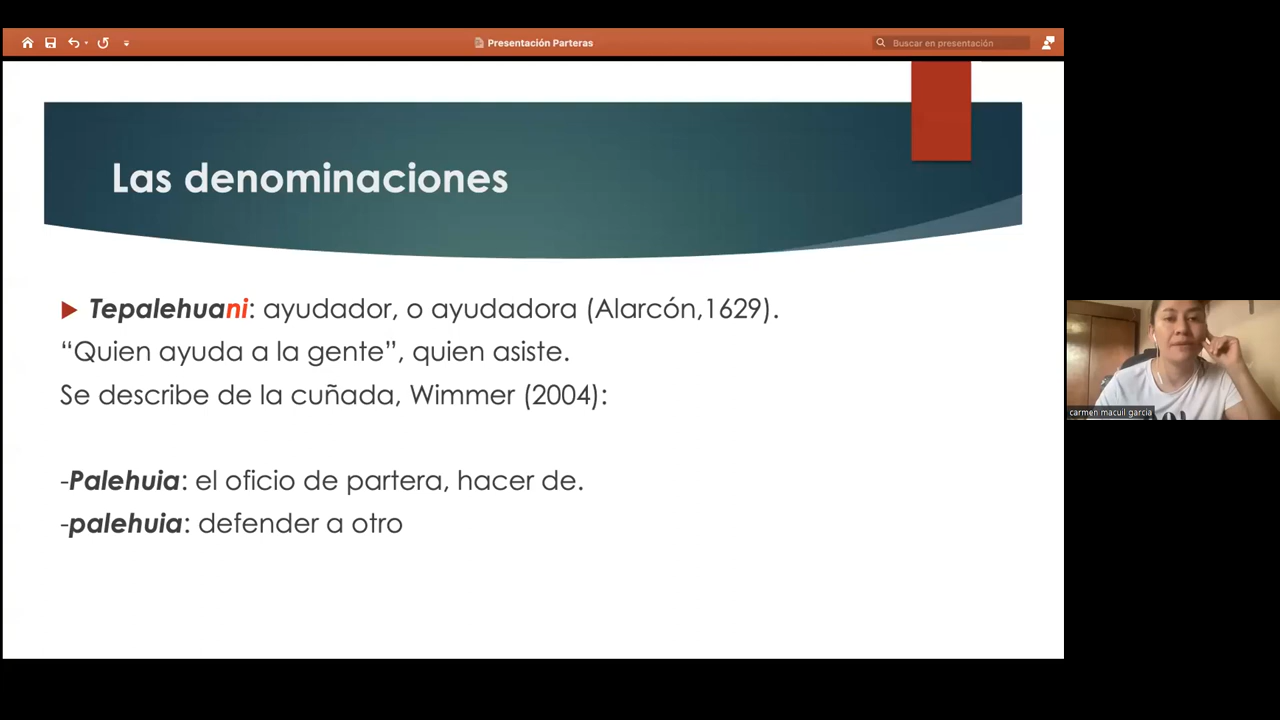 Presentación Parteras
Buscar en presentación
Las denominaciones
Tepalehuani: ayudador, o ayudadora (Alarcón,1629).
“Quien ayuda a la gente”, quien asiste.
Se describe de la cuñada, Wimmer (2004):
-Palehuia: el oficio de partera, hacer de.
-palehuia: defender a otro
carmen macuil garcia